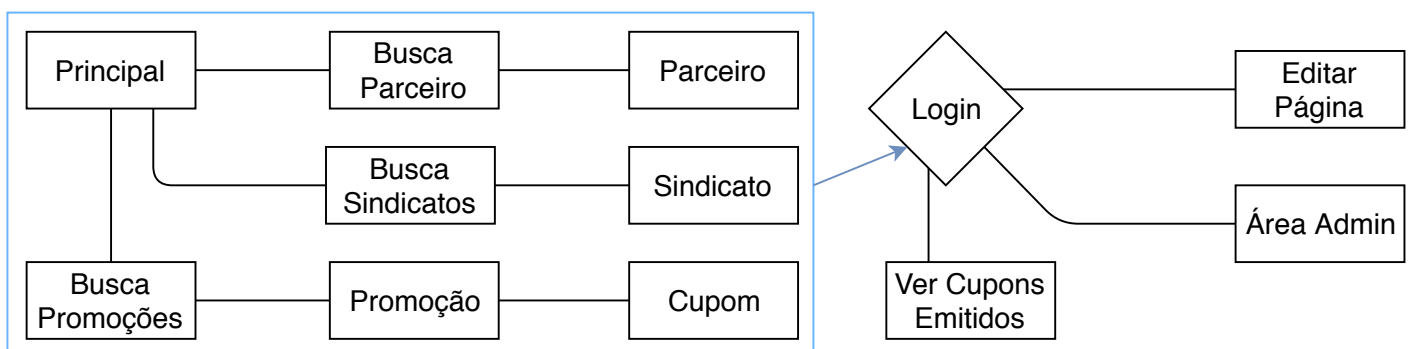 Principal
Busca
Parceiro
Parceiro
Busca
Sindicatos
Sindicato
Busca
Promoções
Promoção
Cupom
Login
Editar
Página
Área Admin
Ver Cupons
Emitidos